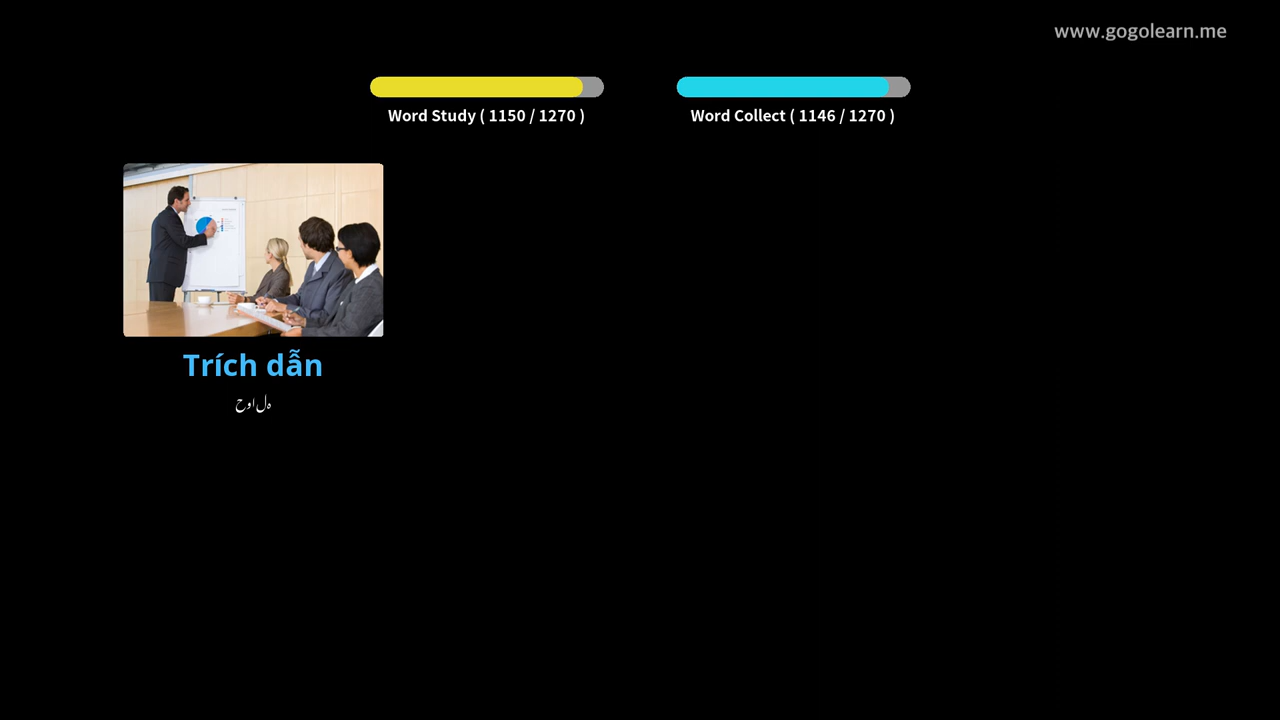 www.gogolearn.me
Word Study ( 1150 / 1270 )
Word Collect ( 1146 / 1270 )
Trích dẫn
حوالہ